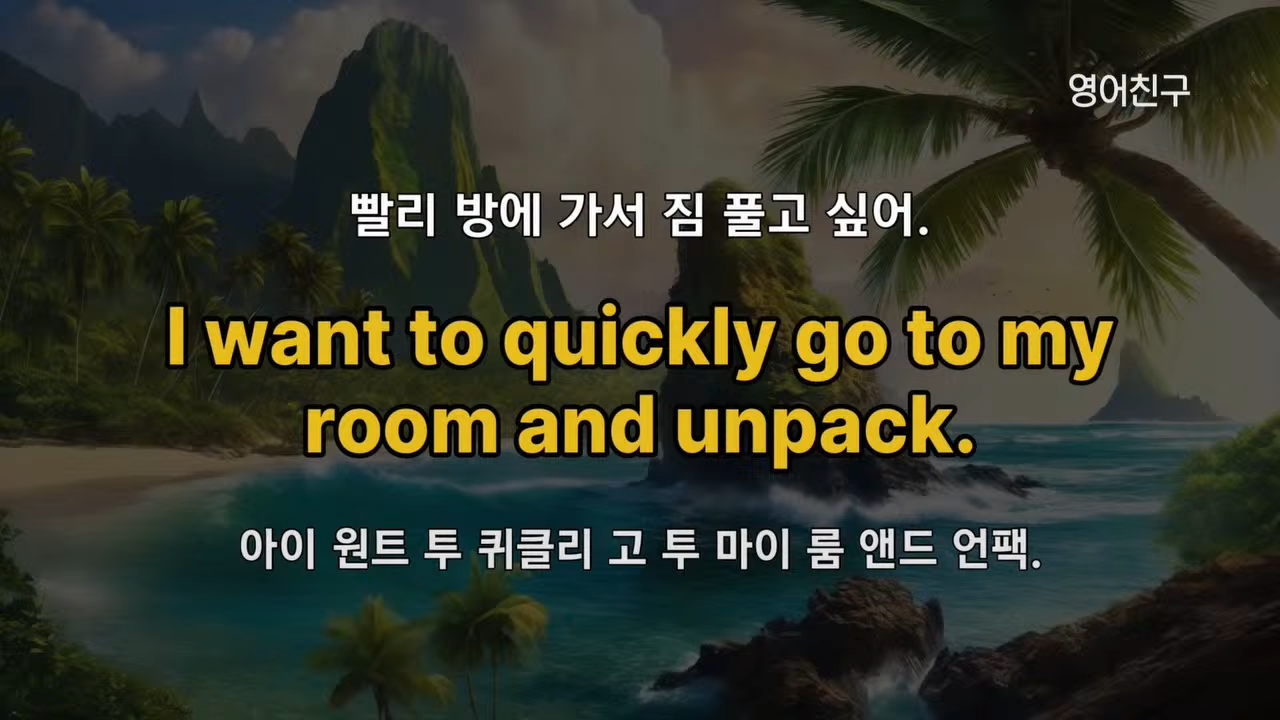 영어친구
빨리 방에 가서 짐 풀고 싶어.
I want to quickly go to my
room and unpack.
아이 원트 투 퀴클리 고 투 마이 룸 앤드 언팩.